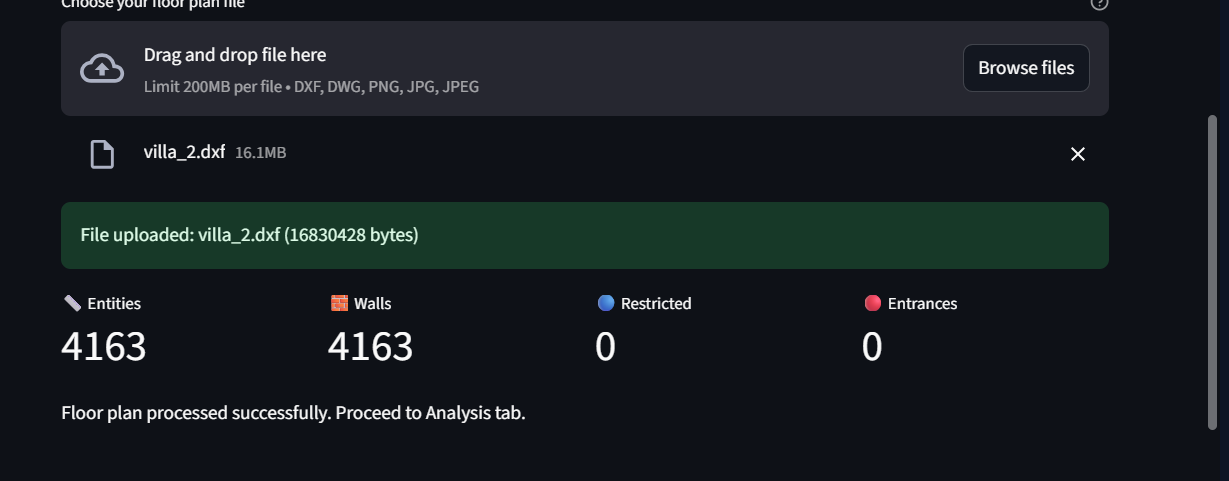 Choose your floor plan file
Drag and drop file here
Limit 200MB per file • DXF, DWG, PNG, JPG, JPEG
Browse files
villa_2.dxf 16.1MB
File uploaded: villa_2.dxf (16830428 bytes)
Entities
Walls
Restricted
Entrances
4163
4163
0
0
Floor plan processed successfully. Proceed to Analysis tab.